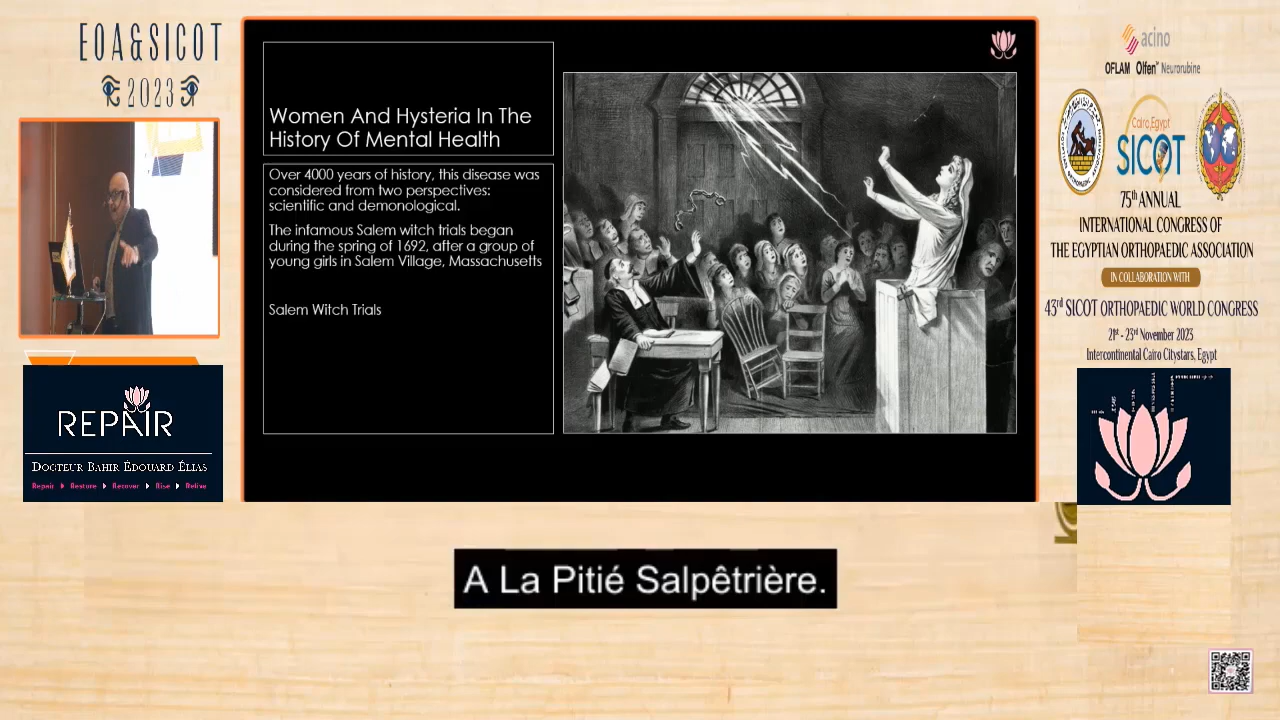 EOA&SICOT
2023
REPAIR
DOCTEUR BAHIR ÉDOUARD ÉLIAS
Repair Restore Recover Rise Relive
Women And Hysteria In The
History Of Mental Health
Over 4000 years of history, this disease was
considered from two perspectives:
scientific and demonological.
The infamous Salem witch trials began
during the spring of 1692, after a group of
young girls in Salem Village, Massachusetts
Salem Witch Trials
acino
OFLAM Olfen Neurorubine
Cairo, Egypt
SICOT
75th ANNUAL
INTERNATIONAL CONGRESS OF
THE EGYPTIAN ORTHOPAEDIC ASSOCIATION
IN COLLABORATION WITH
43rd SICOT ORTHOPAEDIC WORLD CONGRESS
21st - 23rd November 2023
Intercontinental Cairo Citystars, Egypt
A La Pitié Salpêtrière.